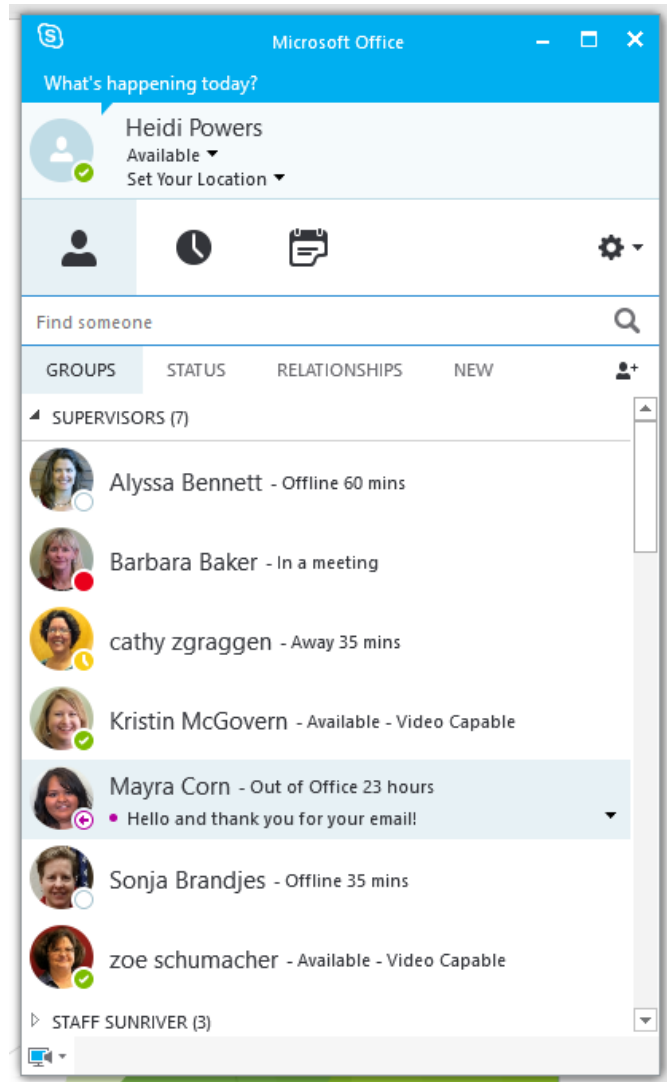 Microsoft Office
What's happening today?
Heidi Powers
Available
Set Your Location
Find someone
GROUPS STATUS RELATIONSHIPS NEW
SUPERVISORS (7)
Alyssa Bennett - Offline 60 mins
Barbara Baker - In a meeting
cathy zgraggen - Away 35 mins
Kristin McGovern - Available - Video Capable
Mayra Corn - Out of Office 23 hours
• Hello and thank you for your email!
Sonja Brandjes - Offline 35 mins
zoe schumacher - Available - Video Capable
STAFF SUNRIVER (3)